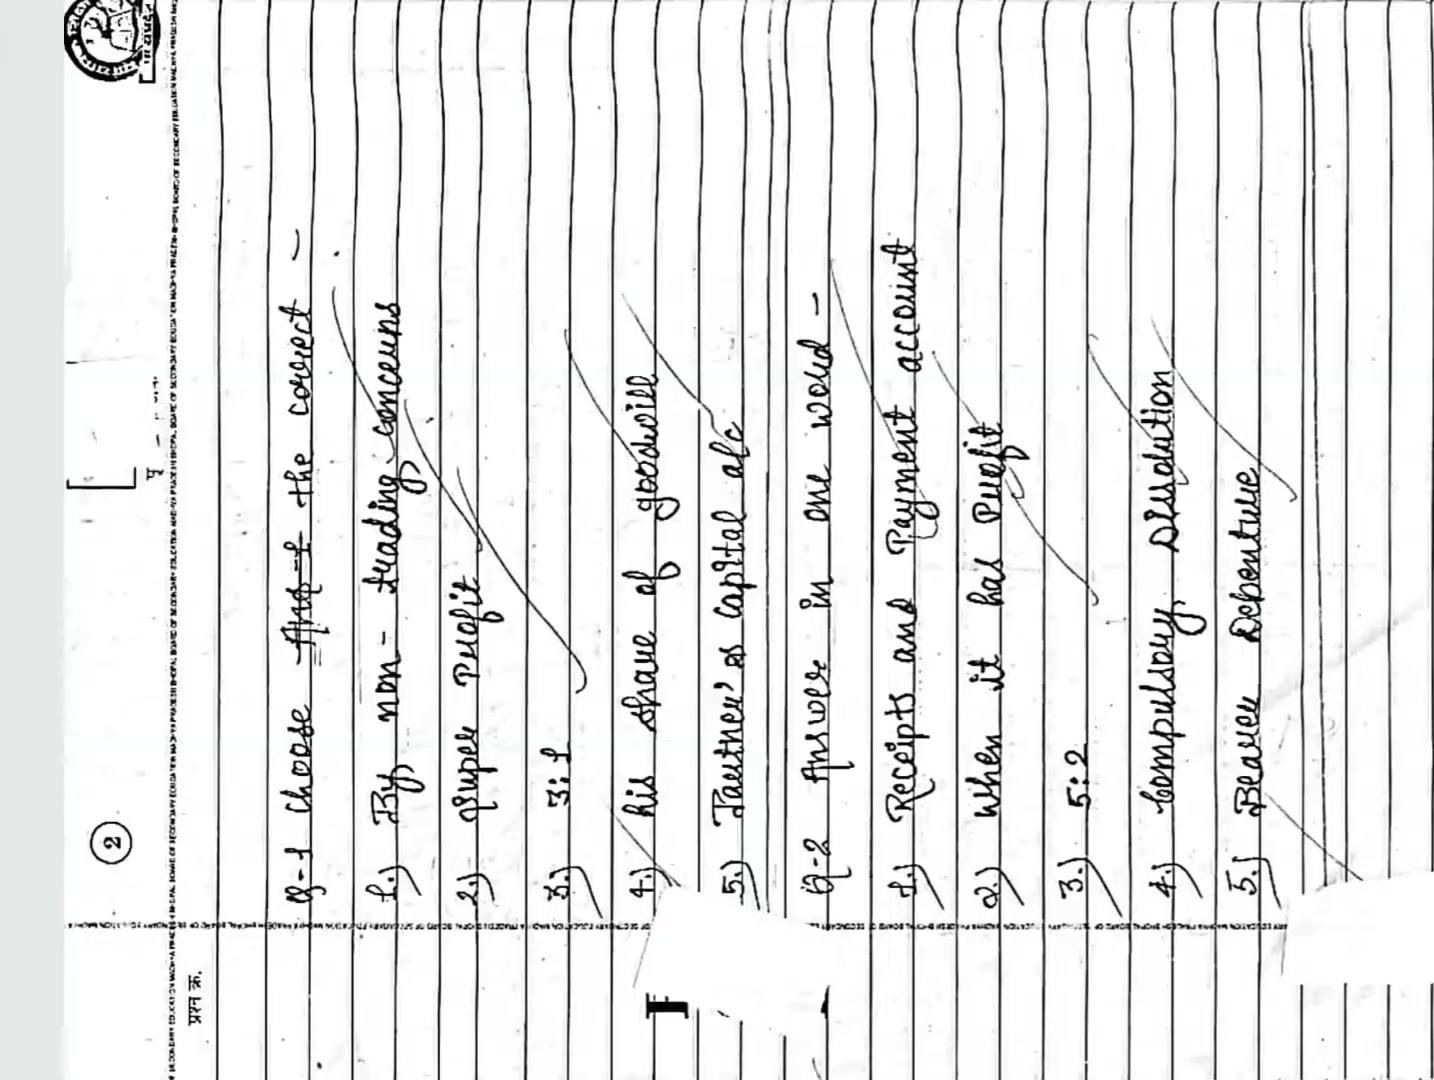 2
प्रश्न क्र.
Q-1 Choose Ans-1 the correct -
1.) By non-trading concerns
2.) Super Profit
3.) 3:1
4.) his share of goodwill
5.) Partner's capital a/c
Q-2 Answer in one word -
1.) Receipts and Payment account
2.) When it has Profit
3.) 5:2
4.) Compulsory Dissolution
5.) Bearer Debenture